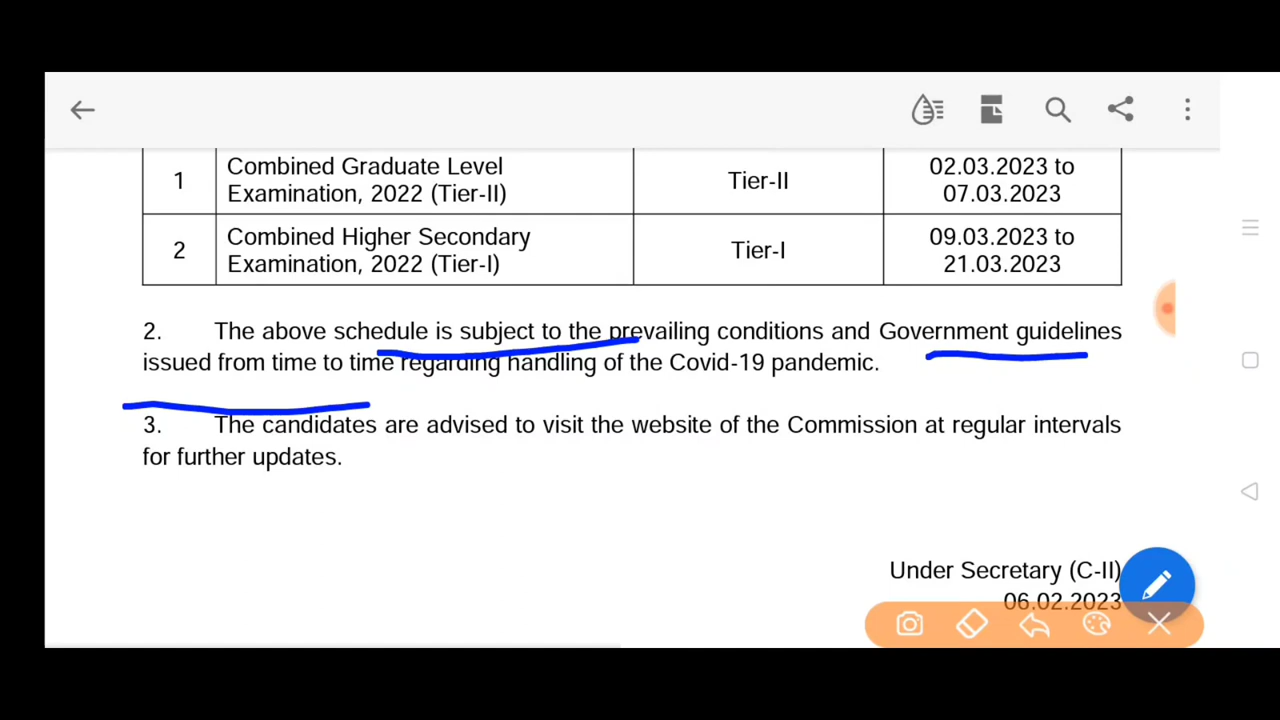 1 Combined Graduate Level Tier-II 02.03.2023 to
Examination, 2022 (Tier-II) 07.03.2023
2 Combined Higher Secondary Tier-I 09.03.2023 to
Examination, 2022 (Tier-I) 21.03.2023
2. The above schedule is subject to the prevailing conditions and Government guidelines
issued from time to time regarding handling of the Covid-19 pandemic.
3. The candidates are advised to visit the website of the Commission at regular intervals
for further updates.
Under Secretary (C-II)
06.02.2023